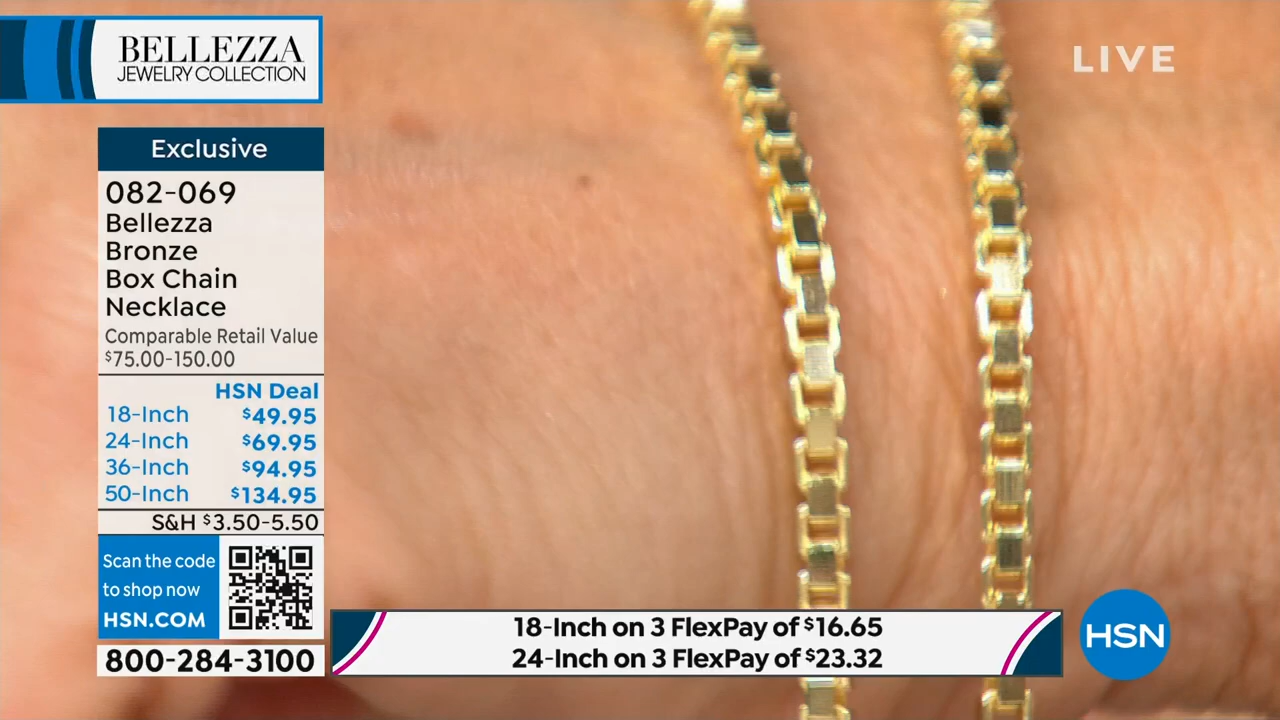 BELLEZZA
JEWELRY COLLECTION
LIVE
Exclusive
082-069
Bellezza
Bronze
Box Chain
Necklace
Comparable Retail Value
$75.00-150.00
HSN Deal
18-Inch $49.95
24-Inch $69.95
36-Inch $94.95
50-Inch $134.95
S&H $3.50-5.50
Scan the code
to shop now
HSN.COM
800-284-3100
18-Inch on 3 FlexPay of $16.65
24-Inch on 3 FlexPay of $23.32
HSN